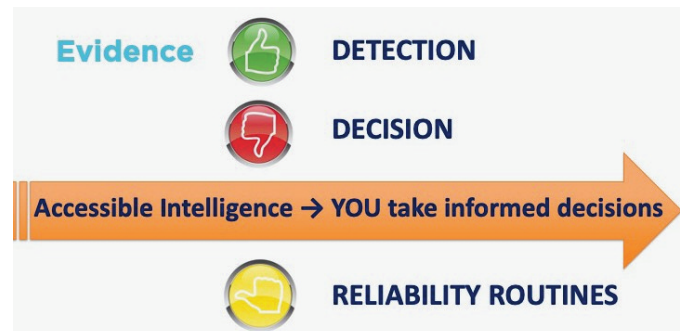 Evidence DETECTION
DECISION
Accessible Intelligence → YOU take informed decisions
RELIABILITY ROUTINES